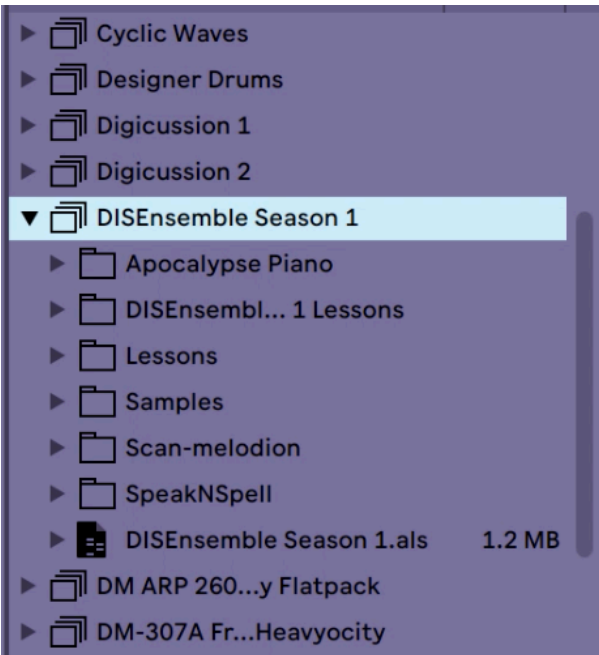 Cyclic Waves
Designer Drums
Digicussion 1
Digicussion 2
DISEnsemble Season 1
Apocalypse Piano
DISEnsembl... 1 Lessons
Lessons
Samples
Scan-melodion
SpeakNSpell
DISEnsemble Season 1.als 1.2 MB
DM ARP 260...y Flatpack
DM-307A Fr...Heavyocity